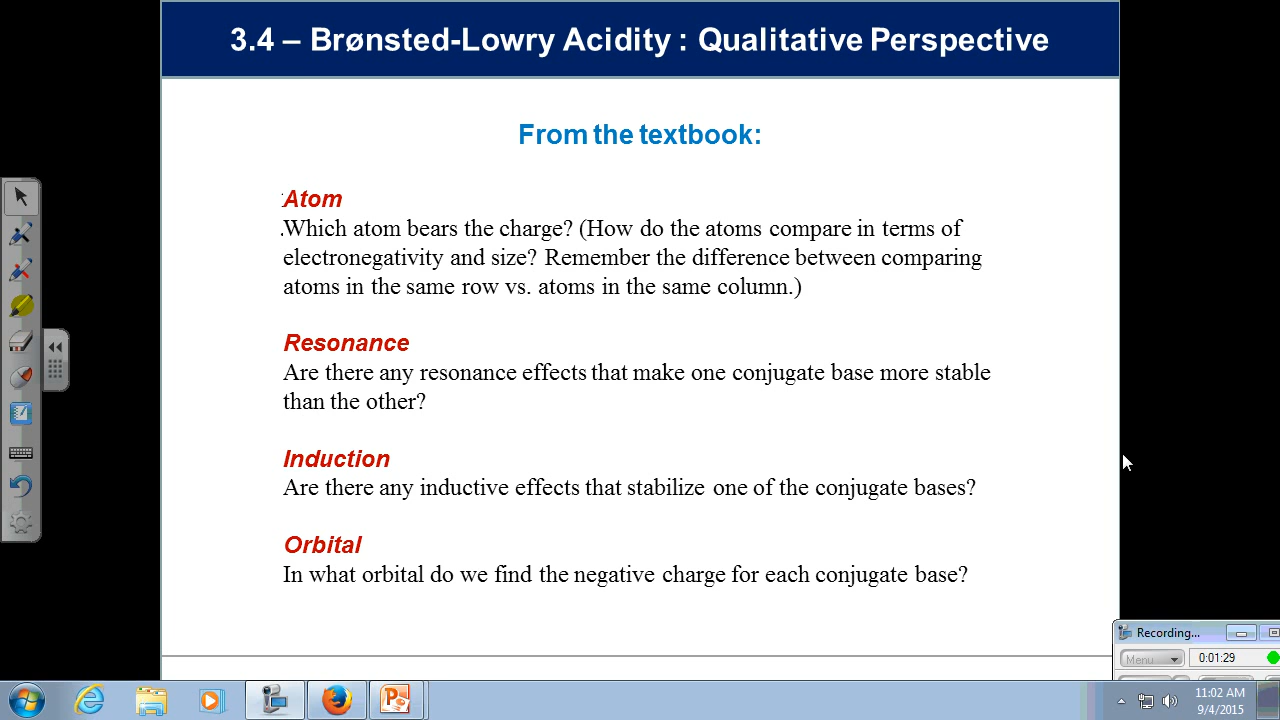 3.4 – Brønsted-Lowry Acidity : Qualitative Perspective
From the textbook:
Atom
Which atom bears the charge? (How do the atoms compare in terms of
electronegativity and size? Remember the difference between comparing
atoms in the same row vs. atoms in the same column.)
Resonance
Are there any resonance effects that make one conjugate base more stable
than the other?
Induction
Are there any inductive effects that stabilize one of the conjugate bases?
Orbital
In what orbital do we find the negative charge for each conjugate base?
Recording...
Menu
0:01:29
11:02 AM
9/4/2015